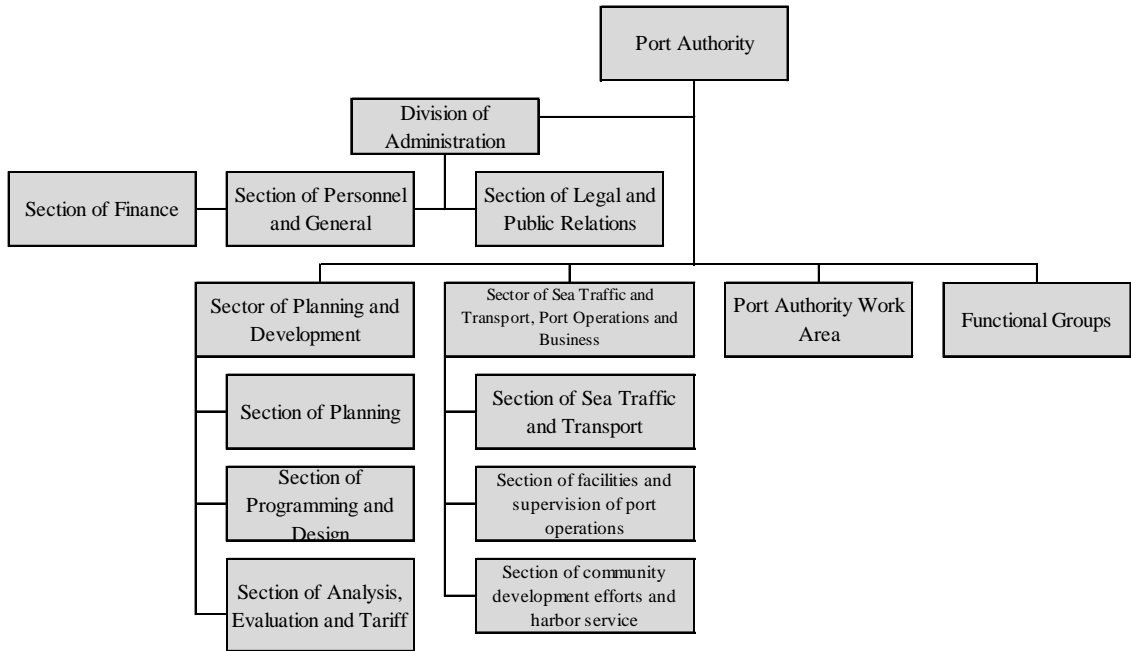 Port Authority
Division of
Administration
Section of Finance
Section of Personnel
and General
Section of Legal and
Public Relations
Sector of Planning and
Development
Sector of Sea Traffic and
Transport, Port Operations and
Business
Port Authority Work
Area
Functional Groups
Section of Planning
Section of Sea Traffic
and Transport
Section of
Programming and
Design
Section of facilities and
supervision of port
operations
Section of Analysis,
Evaluation and Tariff
Section of community
development efforts and
harbor service